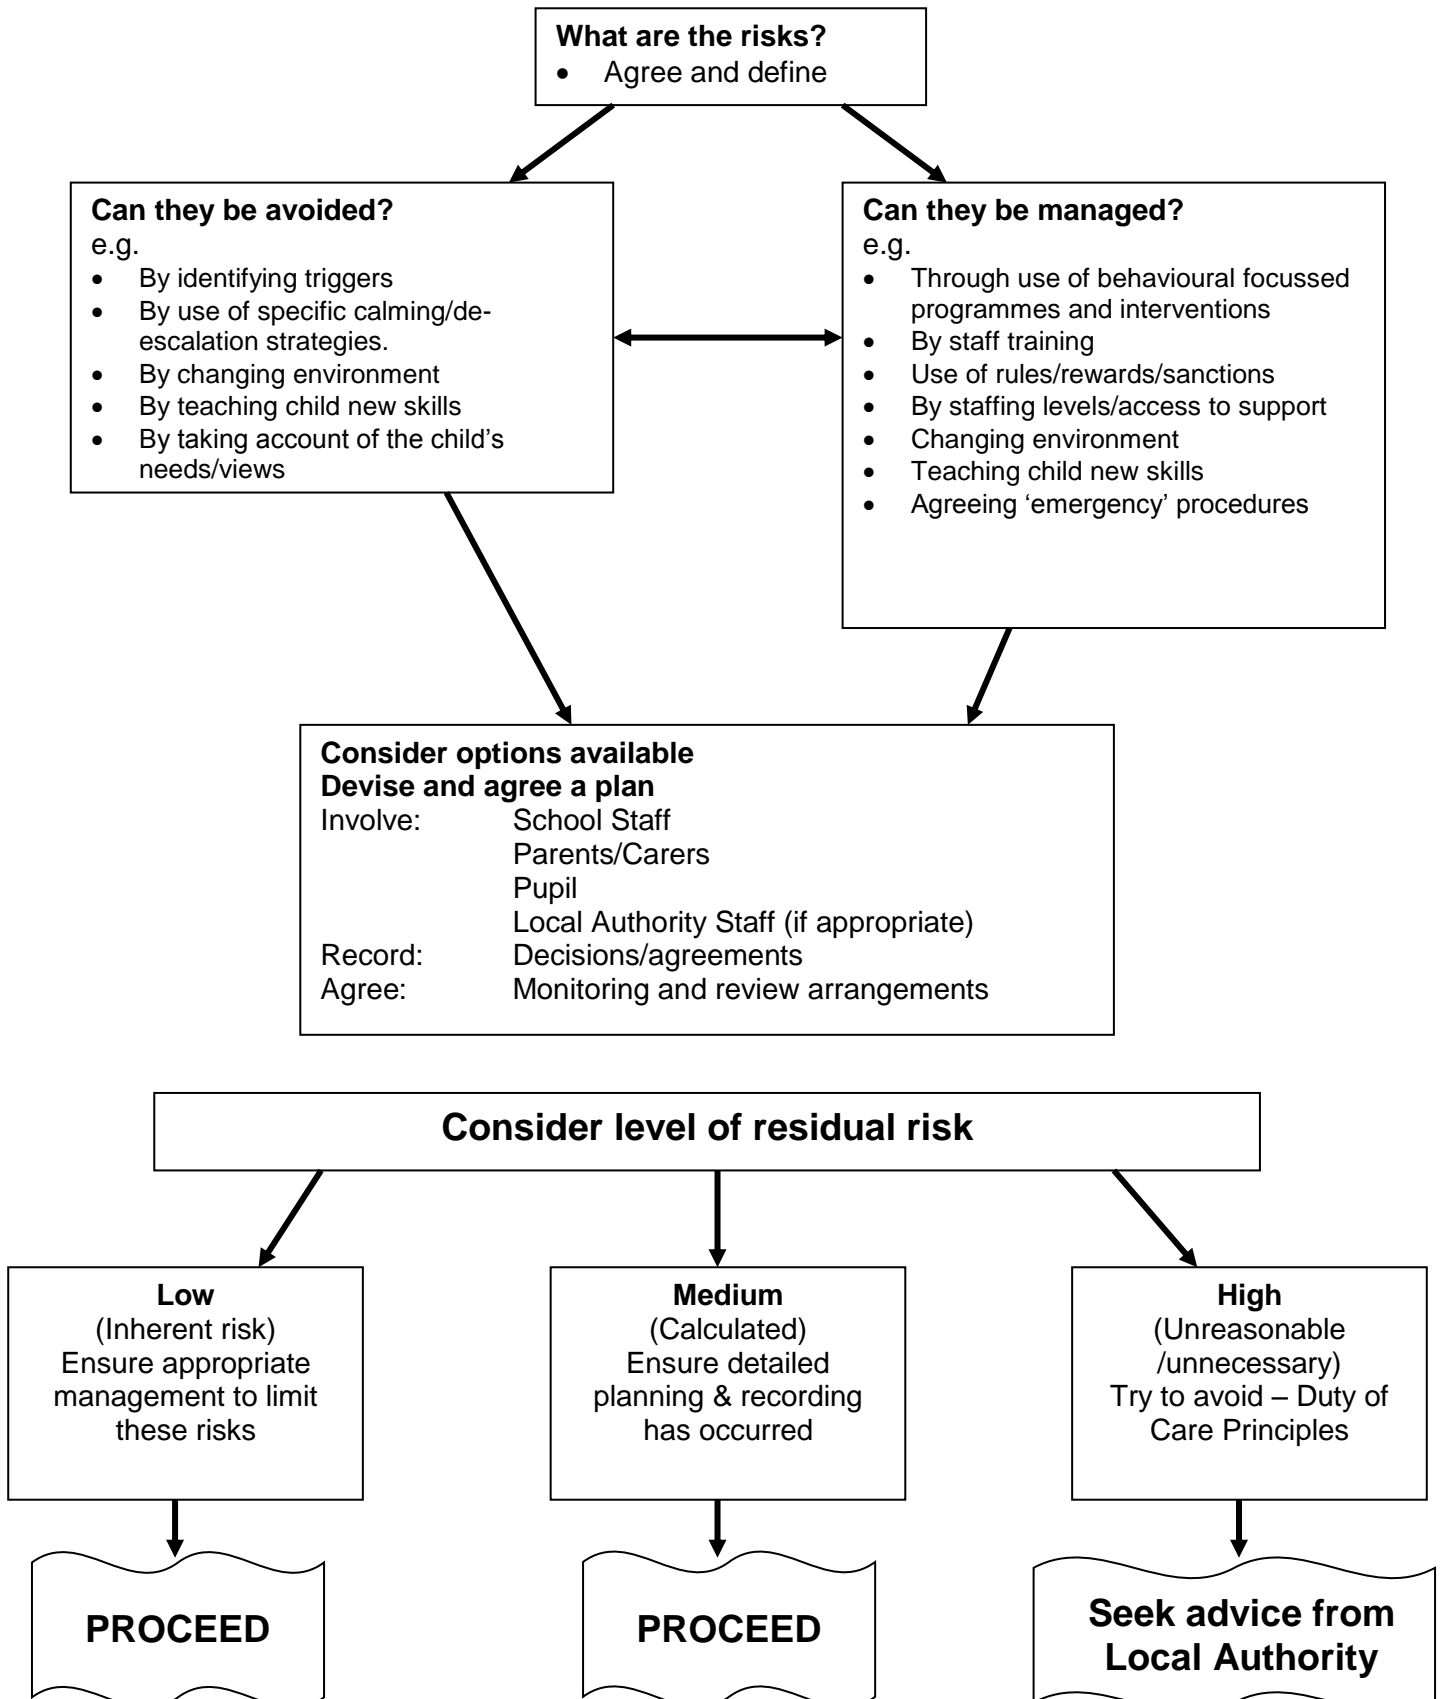 What are the risks?
• Agree and define
Can they be avoided?
e.g.
• By identifying triggers
• By use of specific calming/de-
escalation strategies.
• By changing environment
• By teaching child new skills
• By taking account of the child's
needs/views
Can they be managed?
e.g.
• Through use of behavioural focussed
programmes and interventions
• By staff training
• Use of rules/rewards/sanctions
• By staffing levels/access to support
• Changing environment
• Teaching child new skills
• Agreeing ‘emergency’ procedures
Consider options available
Devise and agree a plan
Involve: School Staff
Parents/Carers
Pupil
Local Authority Staff (if appropriate)
Record: Decisions/agreements
Agree: Monitoring and review arrangements
Consider level of residual risk
Low
(Inherent risk)
Ensure appropriate
management to limit
these risks
Medium
(Calculated)
Ensure detailed
planning & recording
has occurred
High
(Unreasonable
/unnecessary)
Try to avoid – Duty of
Care Principles
PROCEED
PROCEED
Seek advice from
Local Authority